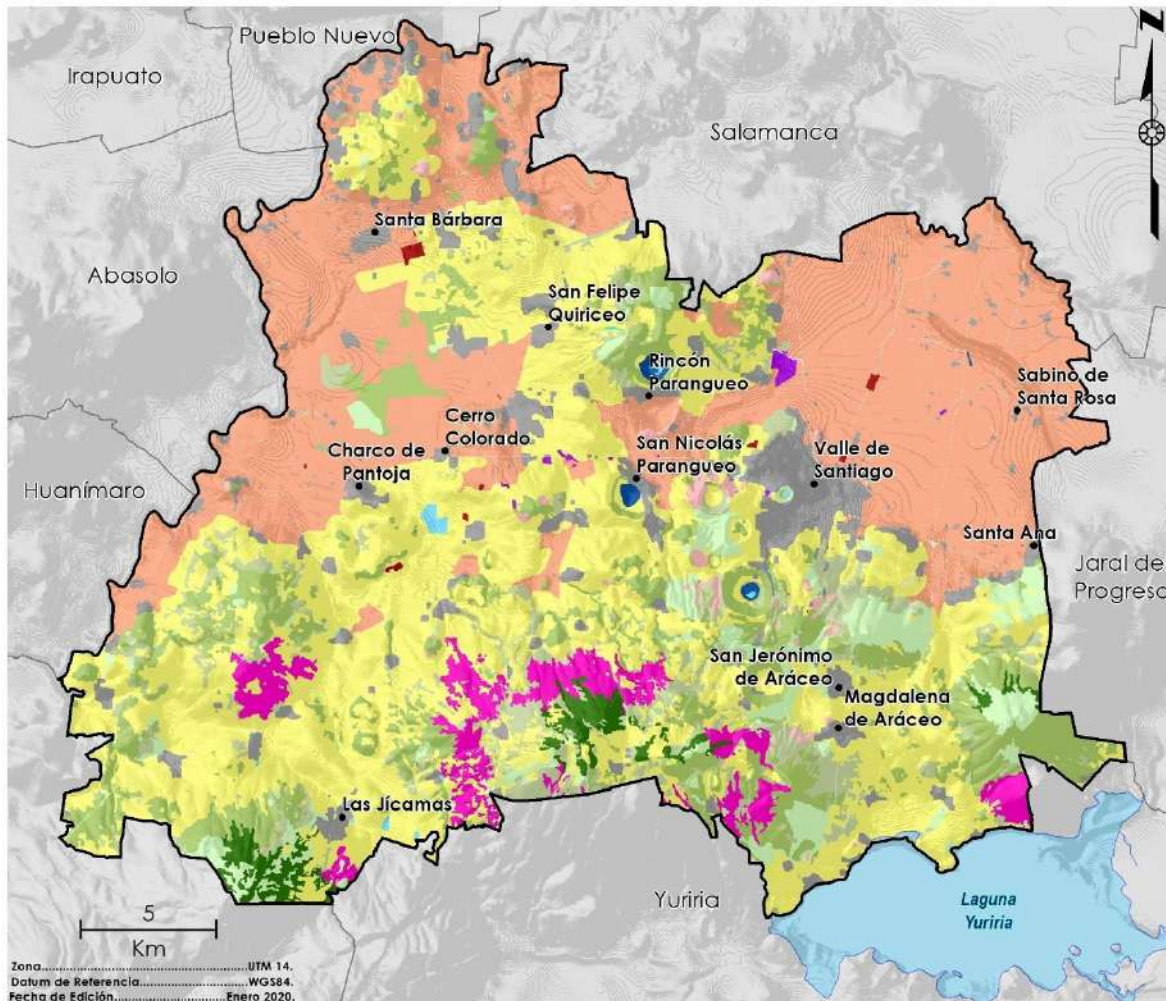 Pueblo Nuevo
Irapuato
Salamanca
Santa Bárbara
Abasolo
San Felipe
Quiriceo
Rincón
Parangueo
Sabino de
Santa Rosa
Cerro
Colorado
Charco de
Pantoja
San Nicolás
Parangueo
Valle de
Santiago
Huanímaro
Santa Ana
Jaral de
Progreso
San Jerónimo
de Aráceo
Magdalena
de Aráceo
Las Jícamas
Yuriria
Laguna
Yuriria
5
Km
Zona..........UTM 14.
Datum de Referencia..........WGS84.
Fecha de Edición..........Enero 2020.
N